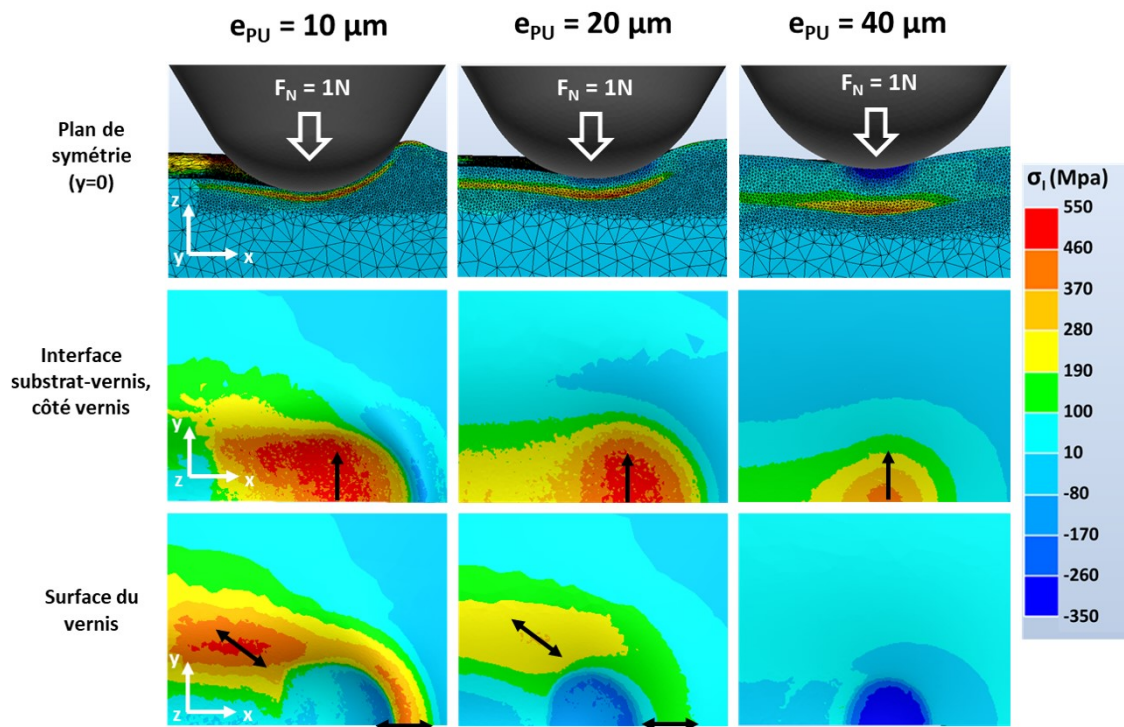 e_PU = 10 µm
e_PU = 20 µm
e_PU = 40 µm
Plan de
symétrie
(y=0)
F_N = 1N
F_N = 1N
F_N = 1N
z
y
x
σ_I (Mpa)
550
460
370
280
190
100
10
-80
-170
-260
-350
Interface
substrat-vernis,
côté vernis
y
z
x
Surface du
vernis
y
z
x